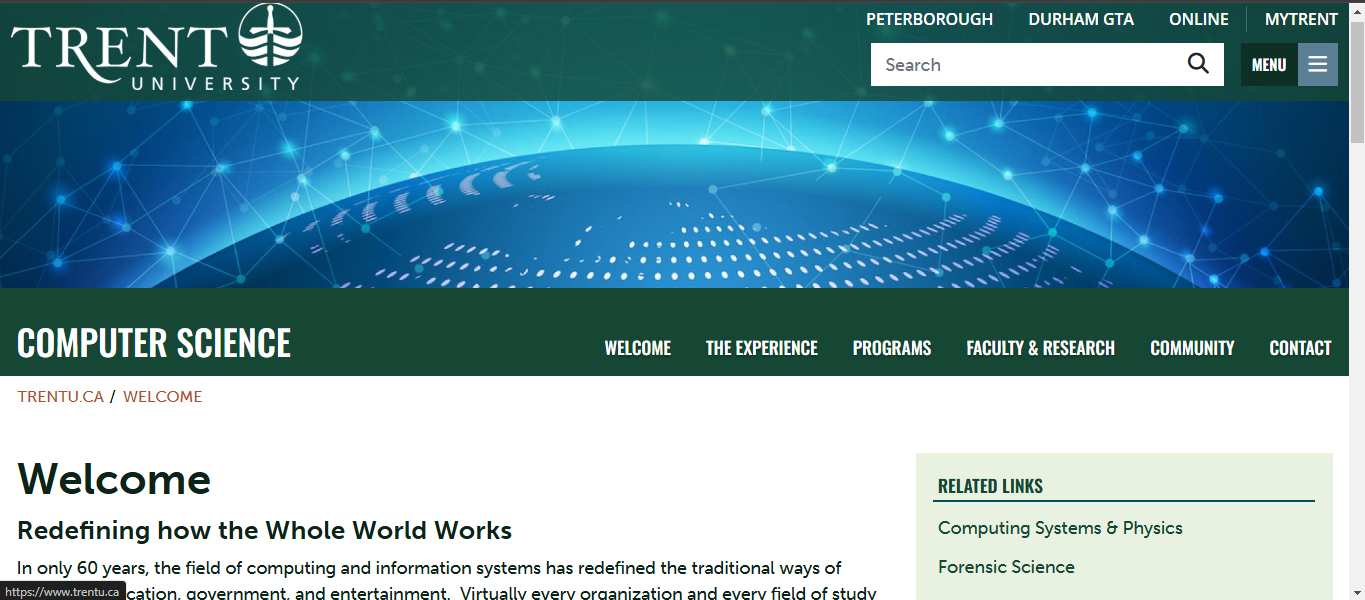 TRENT
UNIVERSITY
PETERBOROUGH DURHAM GTA ONLINE MYTRENT
Search
MENU
COMPUTER SCIENCE
WELCOME THE EXPERIENCE PROGRAMS FACULTY & RESEARCH COMMUNITY CONTACT
TRENTU.CA / WELCOME
Welcome
Redefining how the Whole World Works
In only 60 years, the field of computing and information systems has redefined the traditional ways of
cation, government, and entertainment. Virtually every organization and every field of study
RELATED LINKS
Computing Systems & Physics
Forensic Science
https://www.trentu.ca